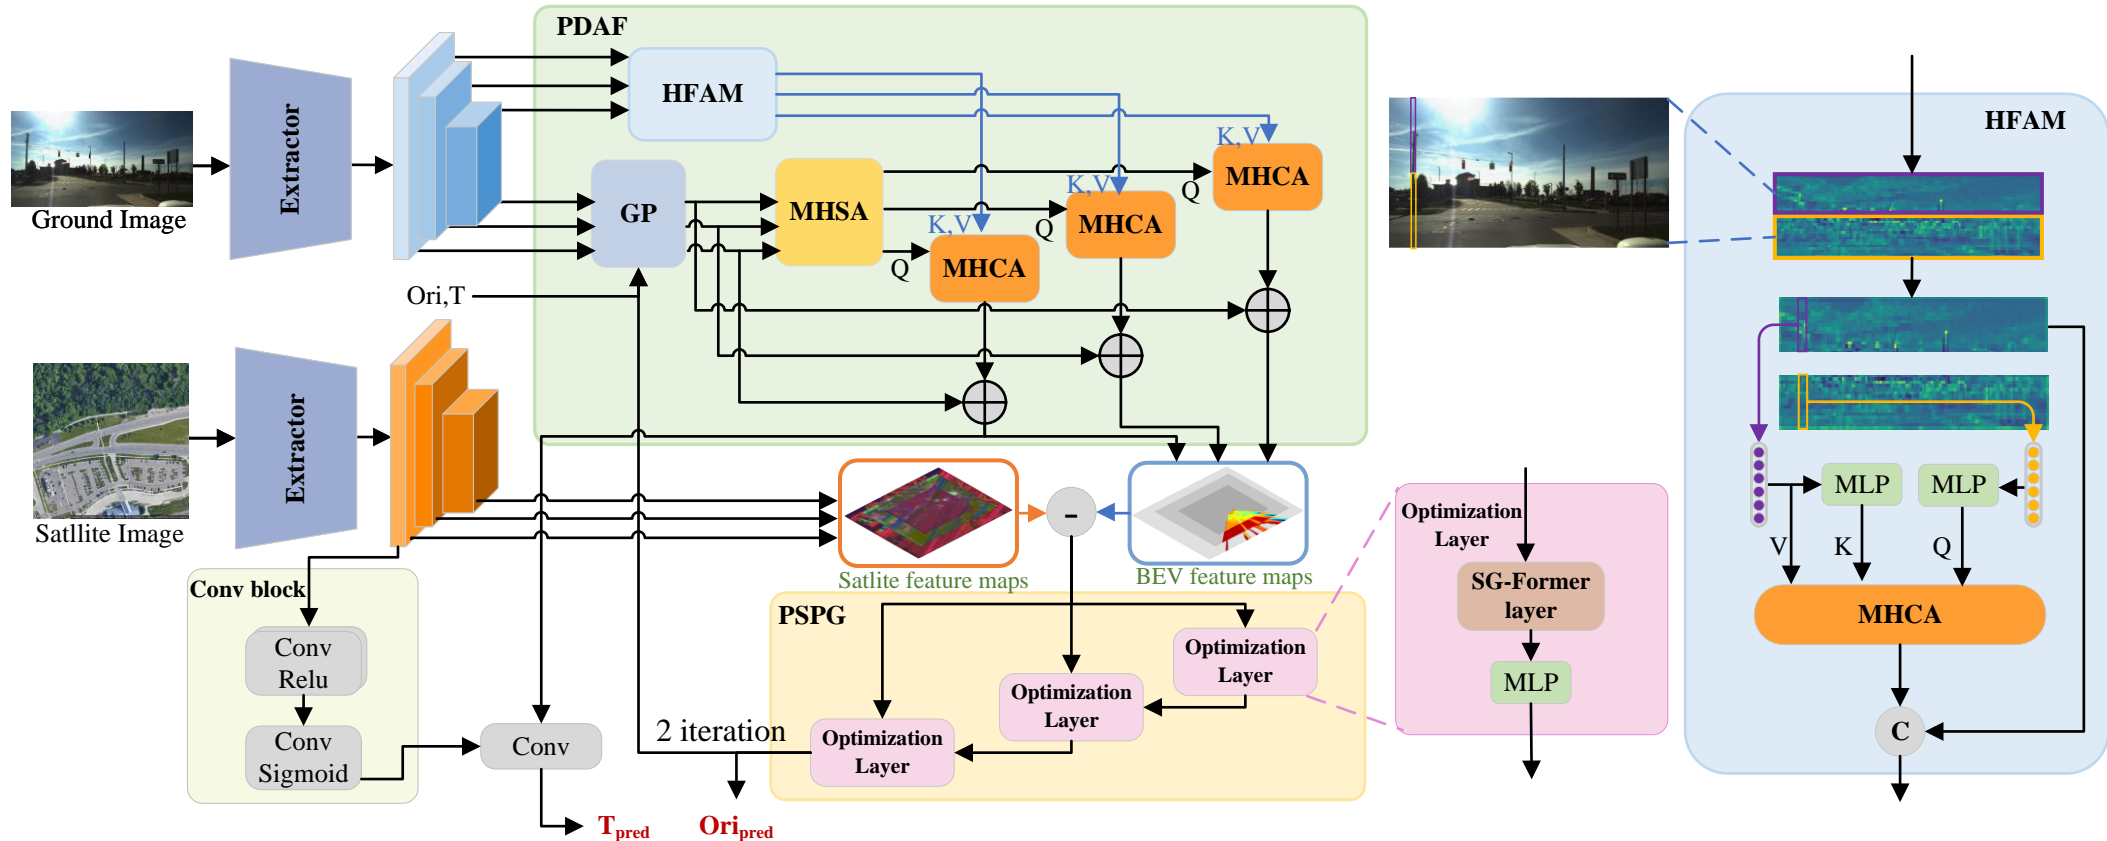 PDAF
HFAM
K,V
MHCA
Q
K,V
MHCA
Q
K,V
MHCA
Q
GP
MHSA
Extractor
Ground Image
Ori,T
Extractor
Satllite Image
Satlite feature maps
-
BEV feature maps
Conv block
Conv
Relu
Conv
Sigmoid
Conv
T_pred
Ori_pred
2 iteration
PSPG
Optimization
Layer
Optimization
Layer
Optimization
Layer
Optimization
Layer
SG-Former
layer
MLP
HFAM
MLP
MLP
V
K
Q
MHCA
C